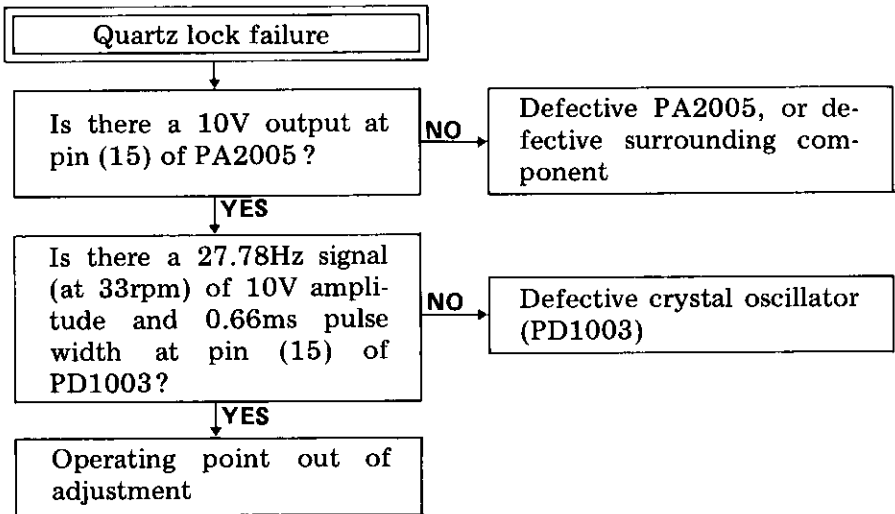 Quartz lock failure
Is there a 10V output at
pin (15) of PA2005?
NO
Defective PA2005, or de-
fective surrounding com-
ponent
YES
Is there a 27.78Hz signal
(at 33rpm) of 10V ampli-
tude and 0.66ms pulse
width at pin (15) of
PD1003?
NO
Defective crystal oscillator
(PD1003)
YES
Operating point out of
adjustment